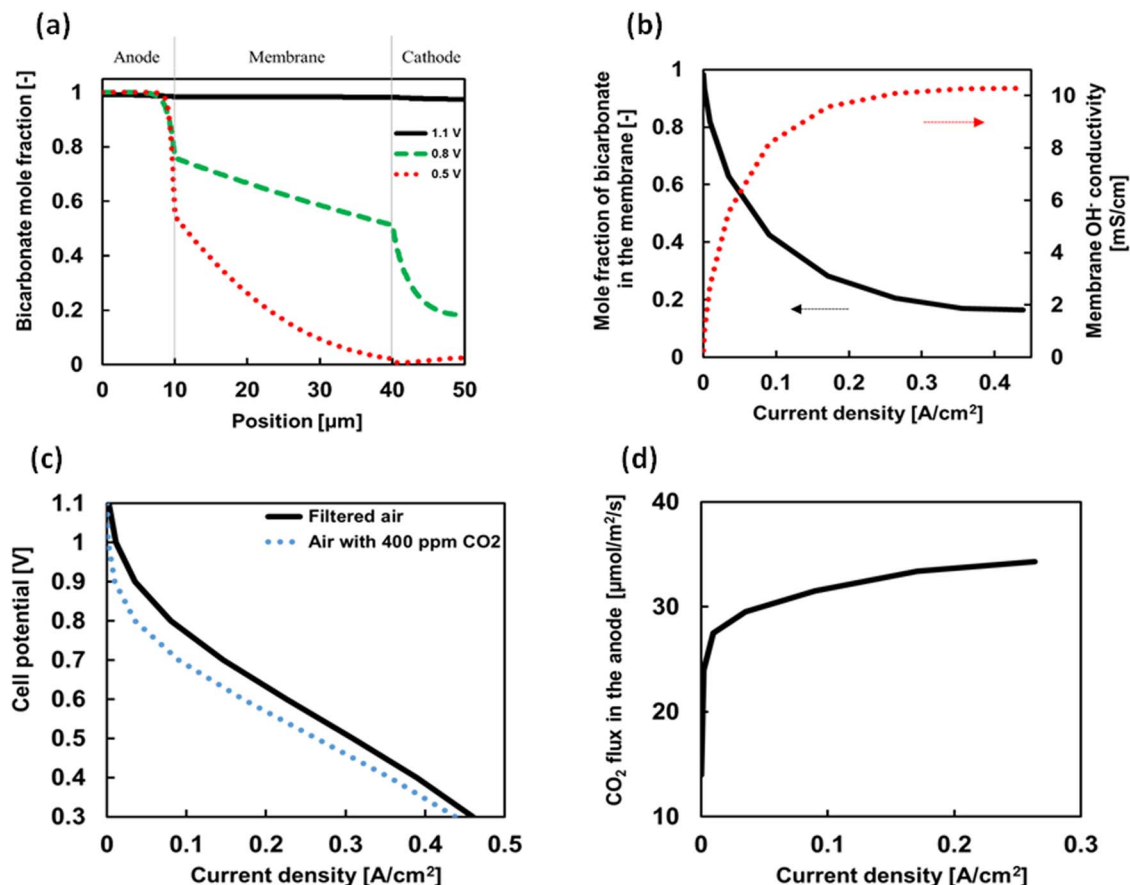 (a)
Anode Membrane Cathode
Bicarbonate mole fraction [-]
1
0.8
0.6
0.4
0.2
0
1.1 V
0.8 V
0.5 V
0 10 20 30 40 50
Position [µm]
(b)
Mole fraction of bicarbonate
in the membrane [-]
1
0.8
0.6
0.4
0.2
0
10
8
6
4
2
0
Membrane OH⁻ conductivity
[mS/cm]
0 0.1 0.2 0.3 0.4
Current density [A/cm²]
(c)
Cell potential [V]
1.1
1
0.9
0.8
0.7
0.6
0.5
0.4
0.3
Filtered air
Air with 400 ppm CO2
0 0.1 0.2 0.3 0.4 0.5
Current density [A/cm²]
(d)
CO₂ flux in the anode [µmol/m²/s]
40
30
20
10
0 0.1 0.2 0.3
Current density [A/cm²]